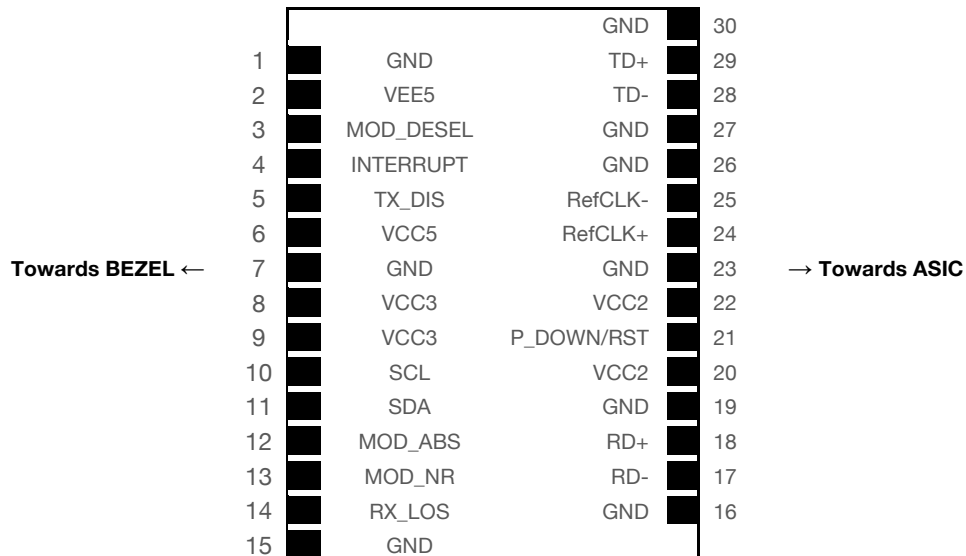 GND 30
1 GND TD+ 29
2 VEE5 TD- 28
3 MOD_DESEL GND 27
4 INTERRUPT GND 26
5 TX_DIS RefCLK- 25
6 VCC5 RefCLK+ 24
Towards BEZEL ← 7 GND GND 23 → Towards ASIC
8 VCC3 VCC2 22
9 VCC3 P_DOWN/RST 21
10 SCL VCC2 20
11 SDA GND 19
12 MOD_ABS RD+ 18
13 MOD_NR RD- 17
14 RX_LOS GND 16
15 GND